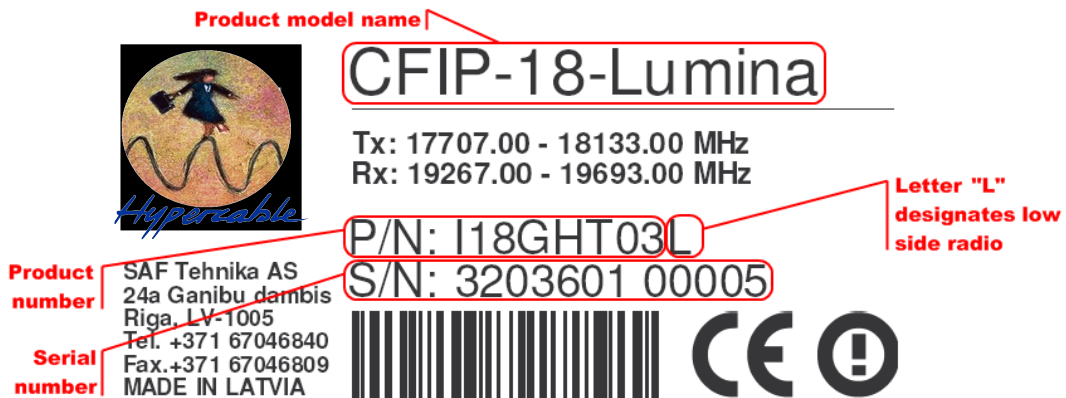 Product model name
CFIP-18-Lumina
Tx: 17707.00 - 18133.00 MHz
Rx: 19267.00 - 19693.00 MHz
Hypercable
Letter "L"
designates low
side radio
P/N: I18GHT03L
S/N: 3203601 00005
Product
number
SAF Tehnika AS
24a Ganibu dambis
Riga, LV-1005
Tel. +371 67046840
Fax.+371 67046809
MADE IN LATVIA
Serial
number
CE